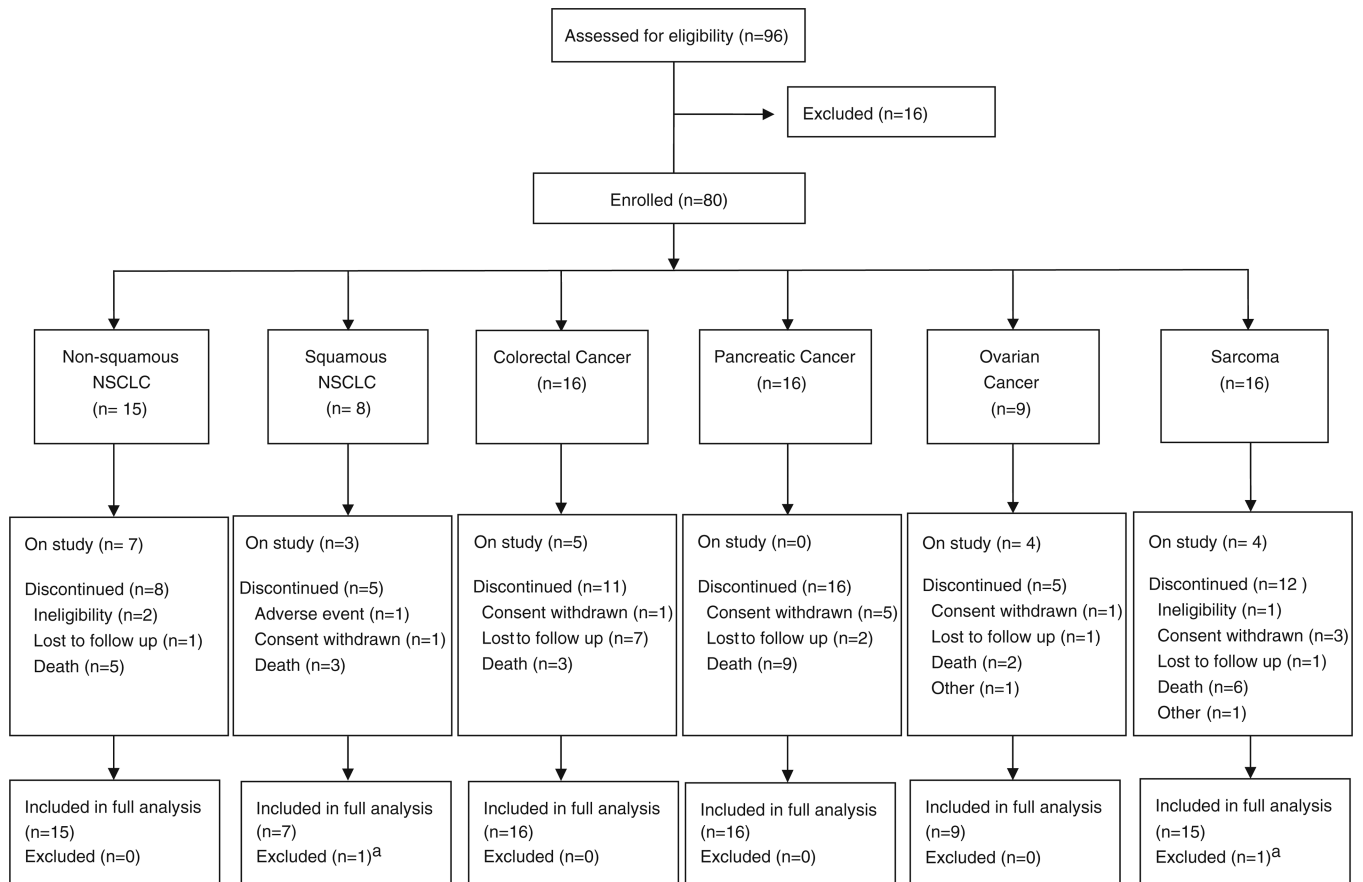 Assessed for eligibility (n=96)
Excluded (n=16)
Enrolled (n=80)
Non-squamous
NSCLC
(n= 15)
Squamous
NSCLC
(n= 8)
Colorectal Cancer
(n=16)
Pancreatic Cancer
(n=16)
Ovarian
Cancer
(n=9)
Sarcoma
(n=16)
On study (n= 7)
Discontinued (n=8)
Ineligibility (n=2)
Lost to follow up (n=1)
Death (n=5)
On study (n=3)
Discontinued (n=5)
Adverse event (n=1)
Consent withdrawn (n=1)
Death (n=3)
On study (n=5)
Discontinued (n=11)
Consent withdrawn (n=1)
Lost to follow up (n=7)
Death (n=3)
On study (n=0)
Discontinued (n=16)
Consent withdrawn (n=5)
Lost to follow up (n=2)
Death (n=9)
On study (n= 4)
Discontinued (n=5)
Consent withdrawn (n=1)
Lost to follow up (n=1)
Death (n=2)
Other (n=1)
On study (n= 4)
Discontinued (n=12 )
Ineligibility (n=1)
Consent withdrawn (n=3)
Lost to follow up (n=1)
Death (n=6)
Other (n=1)
Included in full analysis
(n=15)
Excluded (n=0)
Included in full analysis
(n=7)
Excluded (n=1)a
Included in full analysis
(n=16)
Excluded (n=0)
Included in full analysis
(n=16)
Excluded (n=0)
Included in full analysis
(n=9)
Excluded (n=0)
Included in full analysis
(n=15)
Excluded (n=1)a